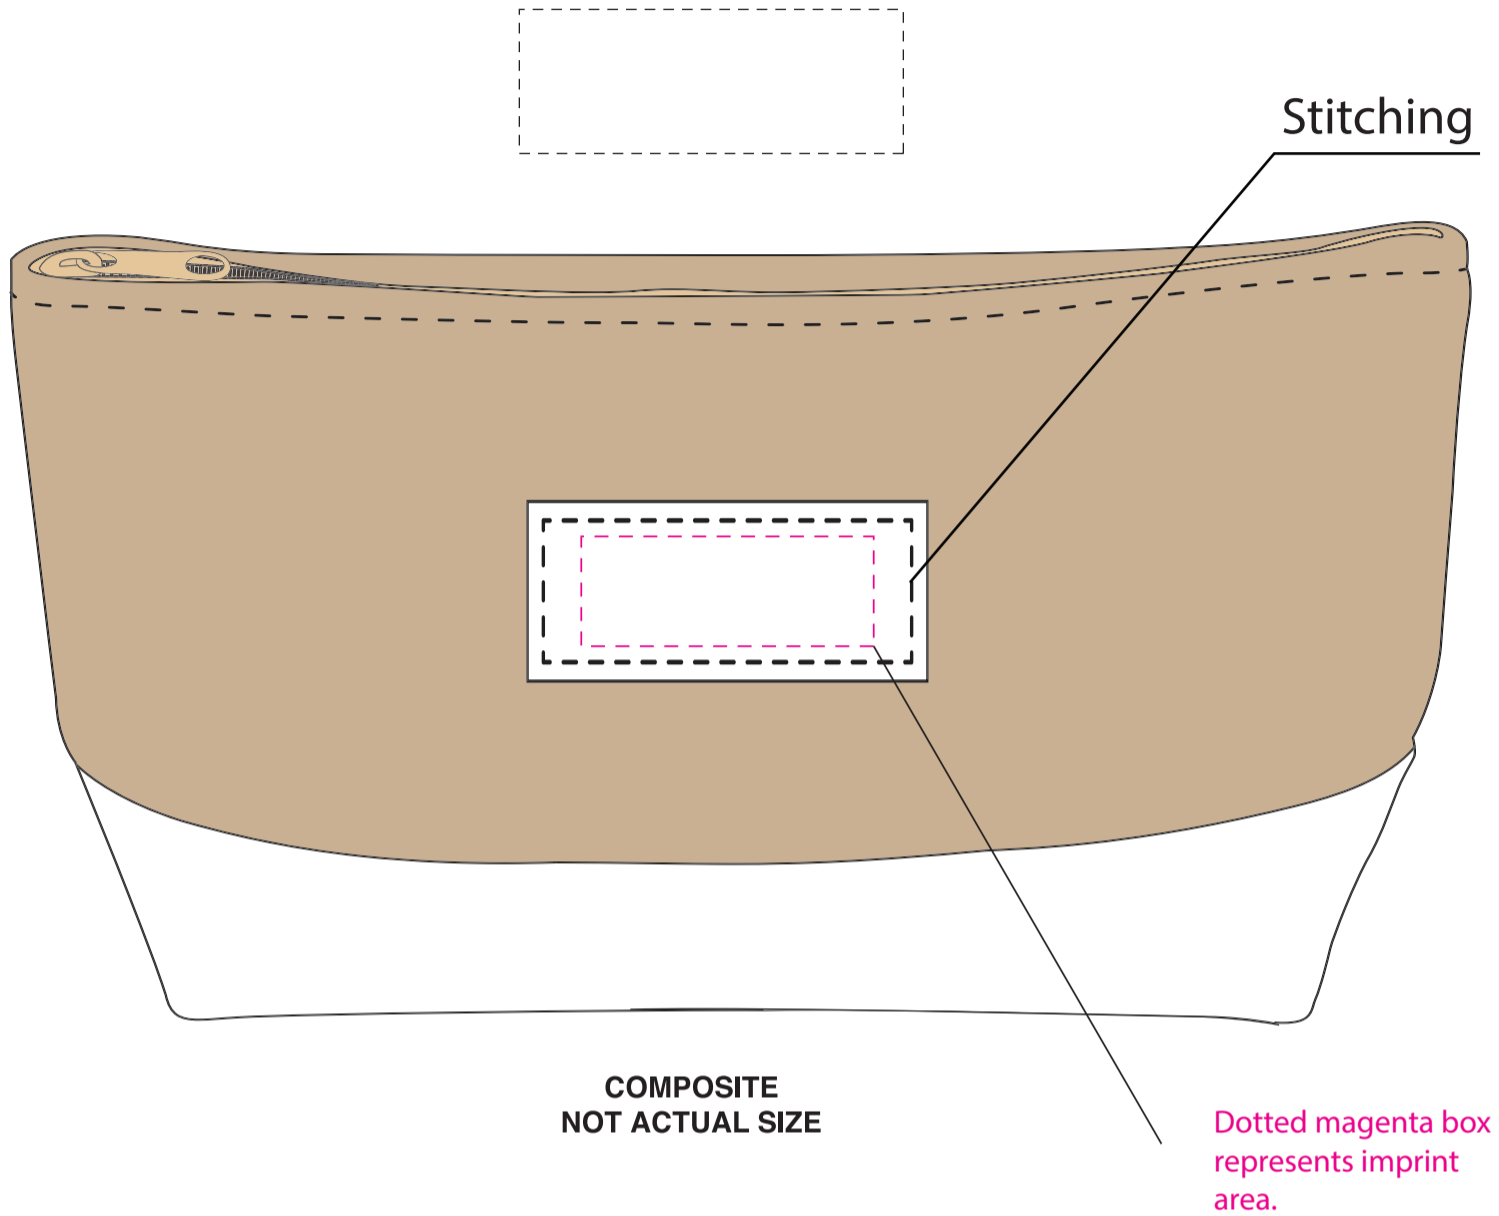 Stitching
COMPOSITE
NOT ACTUAL SIZE
Dotted magenta box
represents imprint
area.